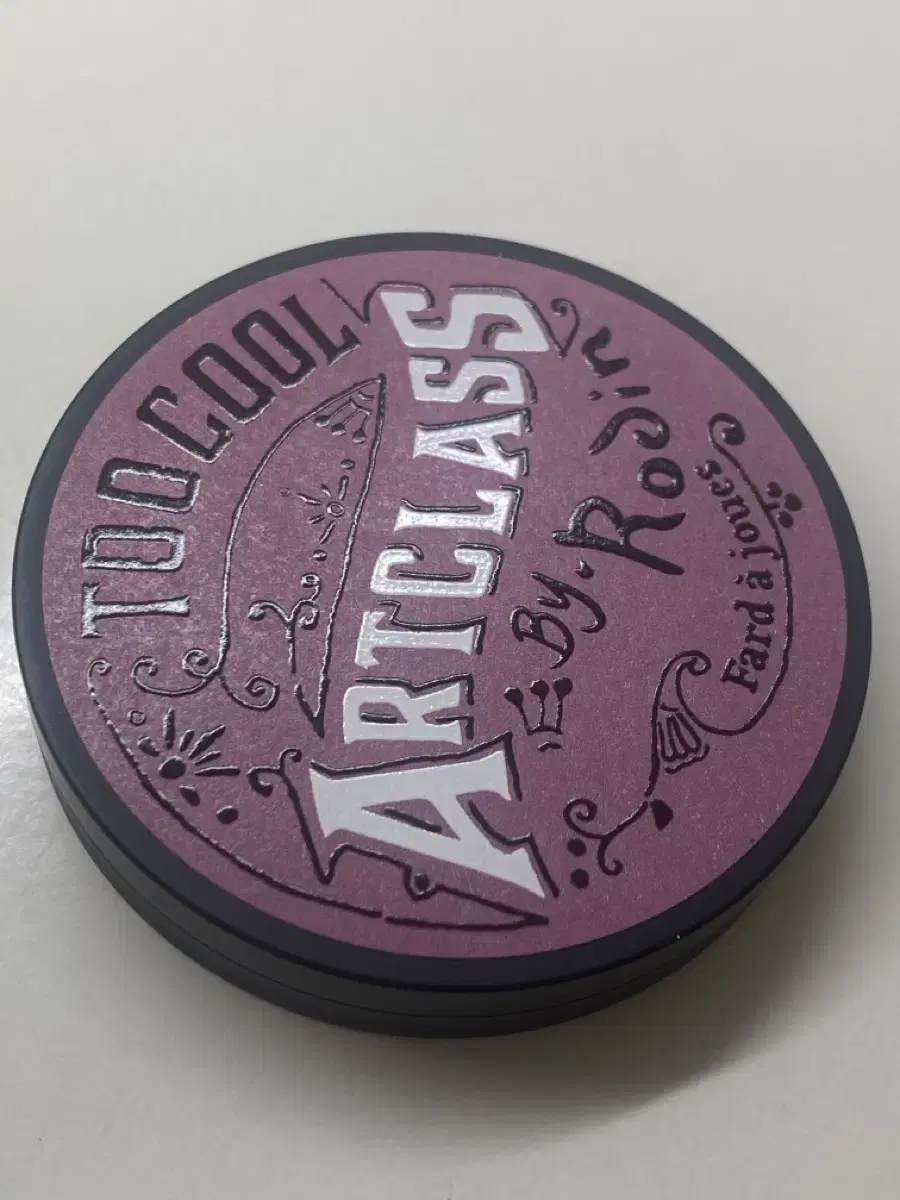 TOO COOL
ARTCLASS
By. Rodin
Fard à joues